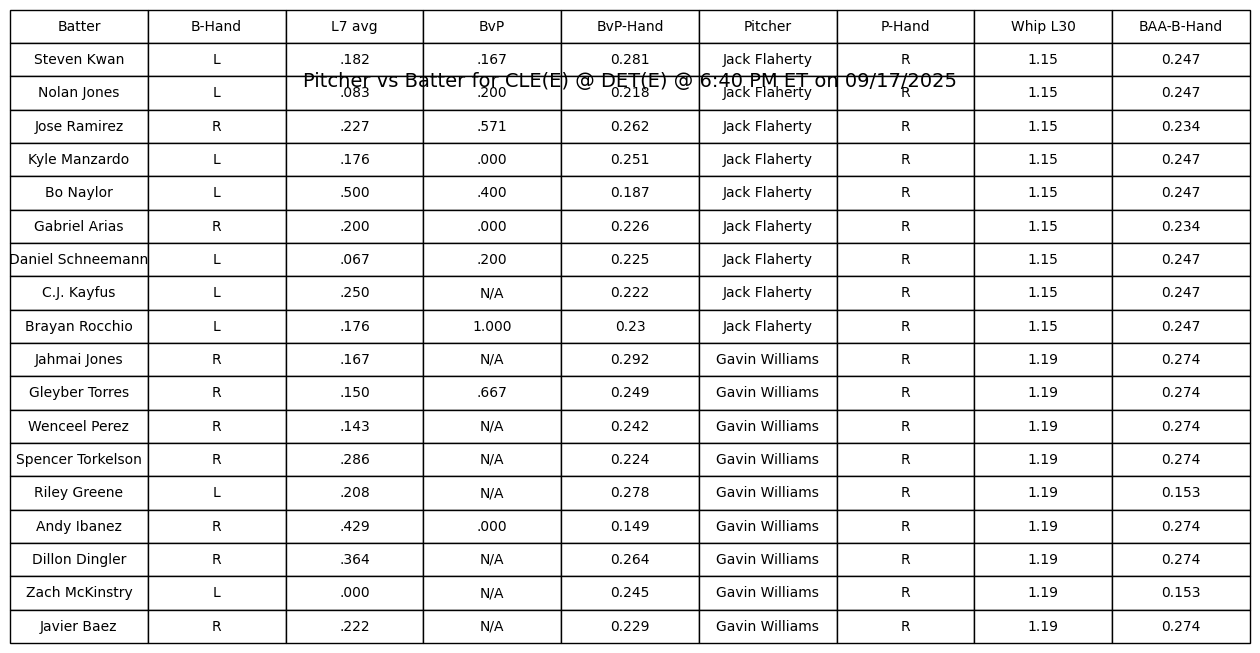 Batter B-Hand L7 avg BvP BvP-Hand Pitcher P-Hand Whip L30 BAA-B-Hand
Steven Kwan L .182 .167 0.281 Jack Flaherty R 1.15 0.247
Pitcher vs Batter for CLE(E) @ DET(E) @ 6:40 PM ET on 09/17/2025
Nolan Jones L .083 .200 0.218 Jack Flaherty R 1.15 0.247
Jose Ramirez R .227 .571 0.262 Jack Flaherty R 1.15 0.234
Kyle Manzardo L .176 .000 0.251 Jack Flaherty R 1.15 0.247
Bo Naylor L .500 .400 0.187 Jack Flaherty R 1.15 0.247
Gabriel Arias R .200 .000 0.226 Jack Flaherty R 1.15 0.234
Daniel Schneemann L .067 .200 0.225 Jack Flaherty R 1.15 0.247
C.J. Kayfus L .250 N/A 0.222 Jack Flaherty R 1.15 0.247
Brayan Rocchio L .176 1.000 0.23 Jack Flaherty R 1.15 0.247
Jahmai Jones R .167 N/A 0.292 Gavin Williams R 1.19 0.274
Gleyber Torres R .150 .667 0.249 Gavin Williams R 1.19 0.274
Wenceel Perez R .143 N/A 0.242 Gavin Williams R 1.19 0.274
Spencer Torkelson R .286 N/A 0.224 Gavin Williams R 1.19 0.274
Riley Greene L .208 N/A 0.278 Gavin Williams R 1.19 0.153
Andy Ibanez R .429 .000 0.149 Gavin Williams R 1.19 0.274
Dillon Dingler R .364 N/A 0.264 Gavin Williams R 1.19 0.274
Zach McKinstry L .000 N/A 0.245 Gavin Williams R 1.19 0.153
Javier Baez R .222 N/A 0.229 Gavin Williams R 1.19 0.274